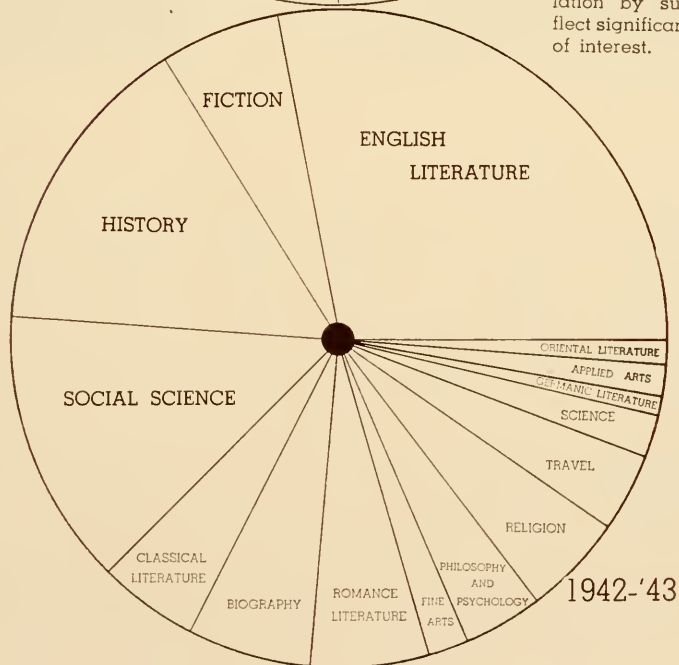 lation by su
flect significan
of interest.
FICTION
ENGLISH
LITERATURE
HISTORY
SOCIAL SCIENCE
ORIENTAL LITERATURE
APPLIED ARTS
GERMANIC LITERATURE
SCIENCE
TRAVEL
RELIGION
PHILOSOPHY
AND
PSYCHOLOGY
FINE
ARTS
ROMANCE
LITERATURE
BIOGRAPHY
CLASSICAL
LITERATURE
1942-'43